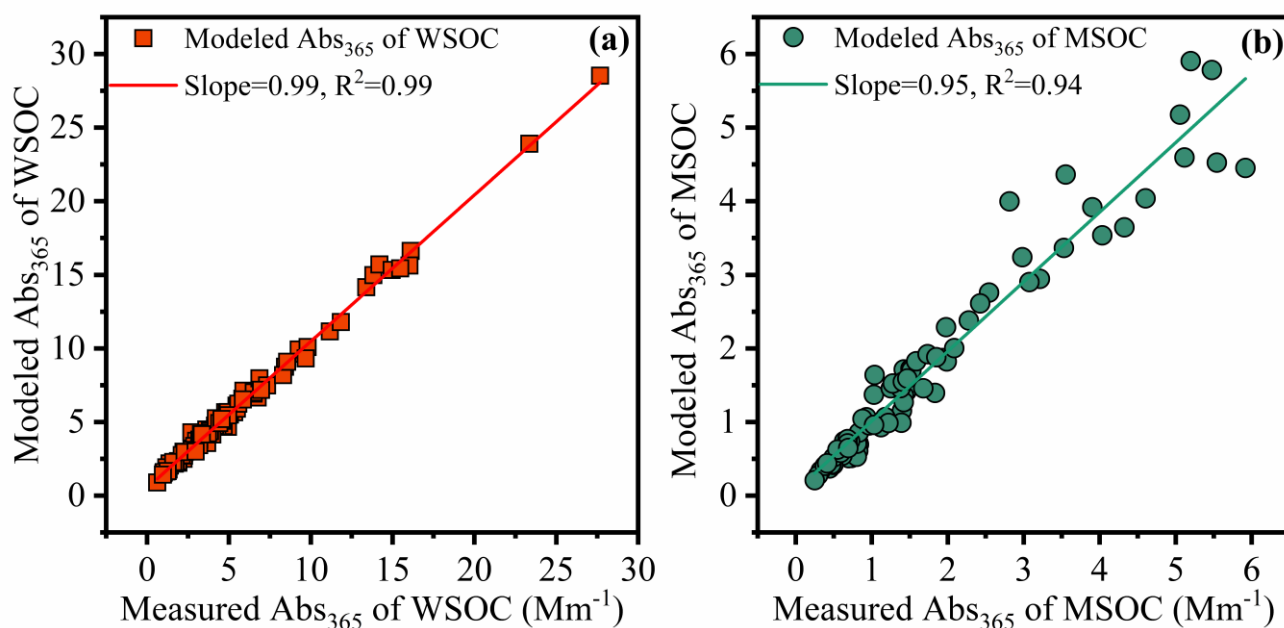 Modeled Abs365 of WSOC
(a)
Slope=0.99, R2=0.99
30
25
20
15
10
5
0
Modeled Abs365 of WSOC
0 5 10 15 20 25 30
Measured Abs365 of WSOC (Mm-1)
Modeled Abs365 of MSOC
(b)
Slope=0.95, R2=0.94
6
5
4
3
2
1
0
Modeled Abs365 of MSOC
0 1 2 3 4 5 6
Measured Abs365 of MSOC (Mm-1)